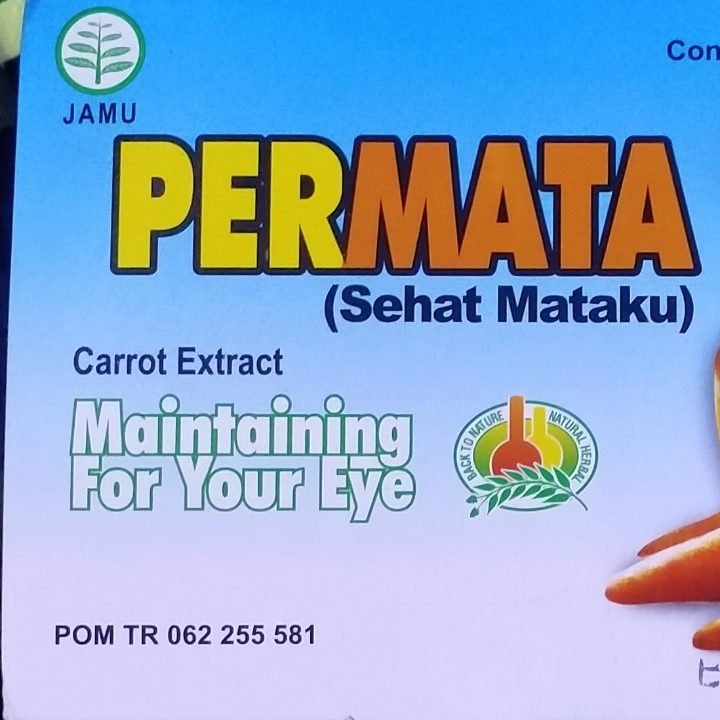 JAMU
PERMATA
(Sehat Mataku)
Carrot Extract
Maintaining
For Your Eye
BACK TO NATURE NATURAL HERBAL
POM TR 062 255 581